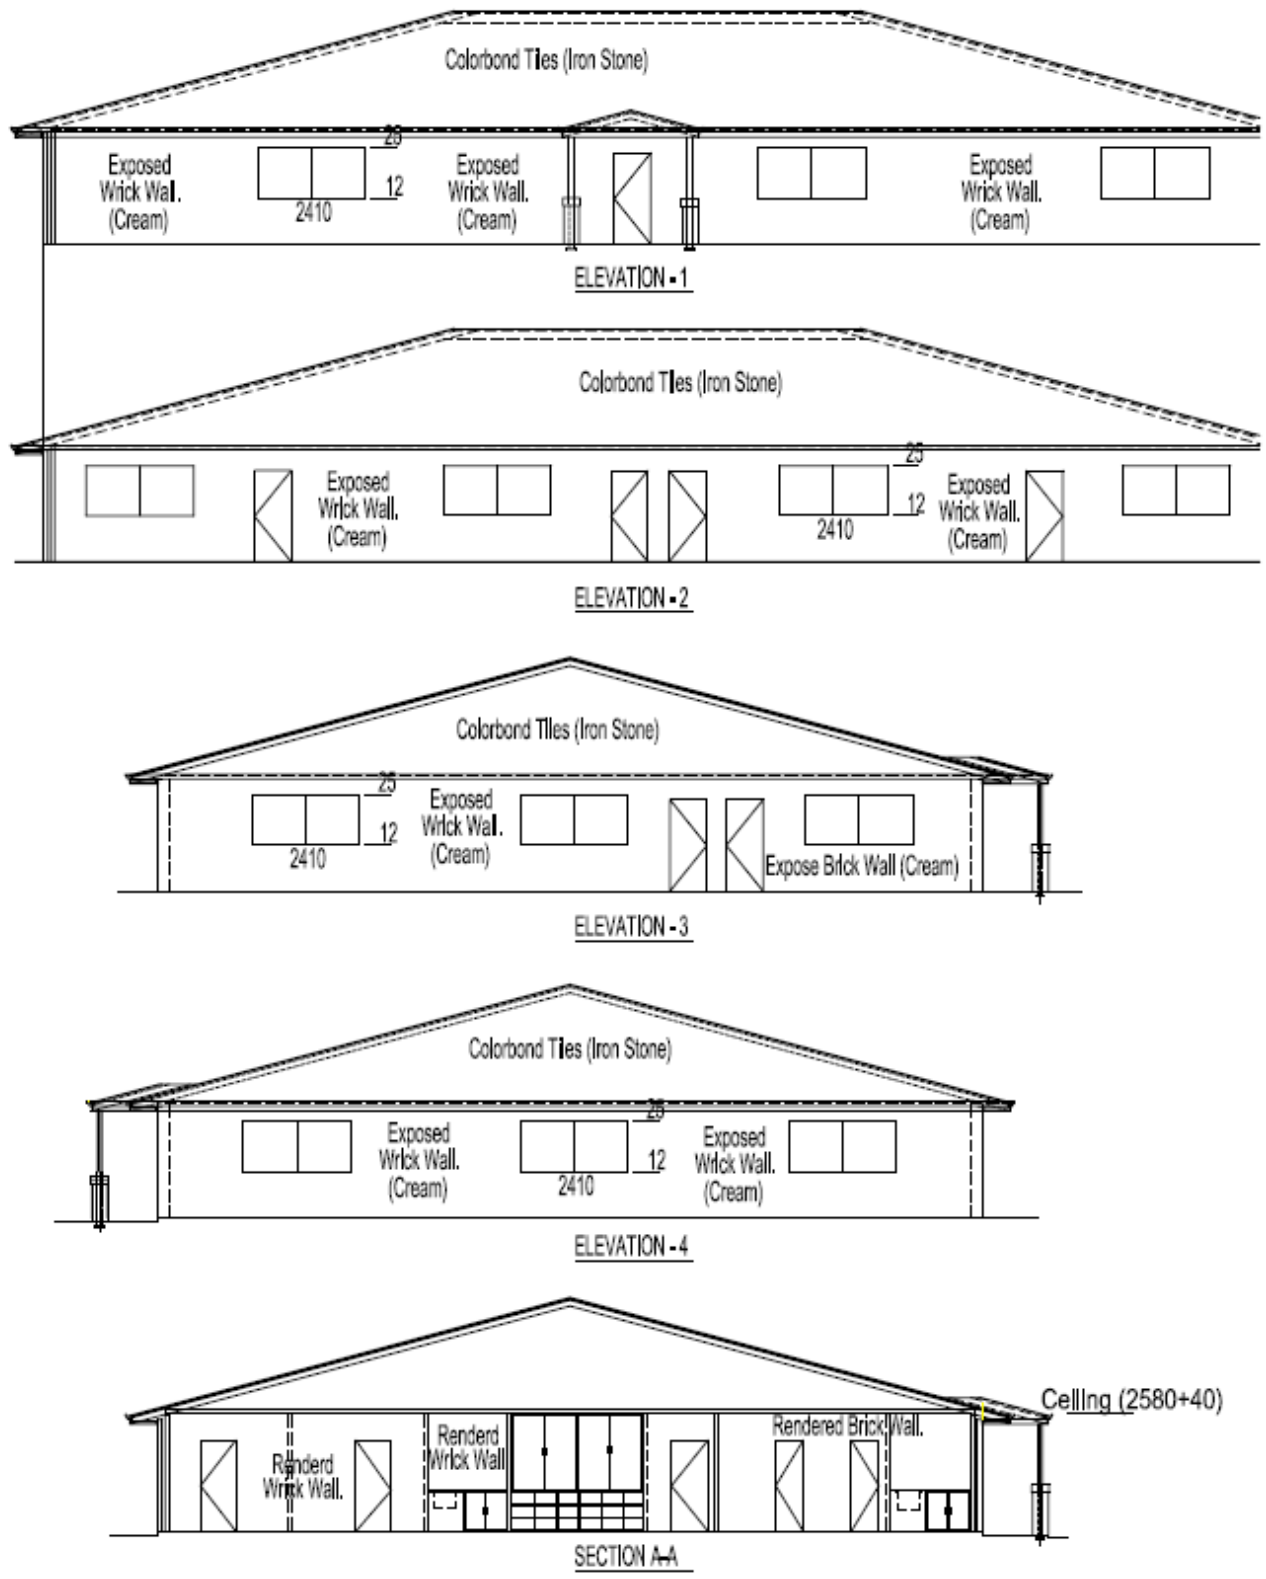 Colorbond Tiles (Iron Stone)
25
Exposed
Wrick Wall.
(Cream)
12
2410
Exposed
Wrick Wall.
(Cream)
Exposed
Wrick Wall.
(Cream)
ELEVATION - 1
Colorbond Tiles (Iron Stone)
25
Exposed
Wrick Wall.
(Cream)
12
2410
Exposed
Wrick Wall.
(Cream)
ELEVATION - 2
Colorbond Tiles (Iron Stone)
25
12
2410
Exposed
Wrick Wall.
(Cream)
Expose Brick Wall (Cream)
ELEVATION - 3
Colorbond Tiles (Iron Stone)
25
Exposed
Wrick Wall.
(Cream)
12
2410
Exposed
Wrick Wall.
(Cream)
ELEVATION - 4
Ceiling (2580+40)
Renderd
Wrick Wall.
Renderd
Wrick Wall
Rendered Brick Wall.
SECTION A-A